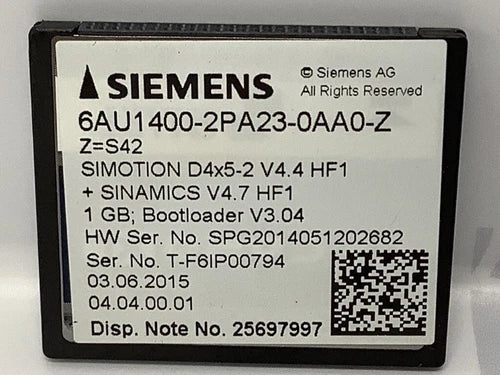 SIEMENS
© Siemens AG
All Rights Reserved
6AU1400-2PA23-0AA0-Z
Z=S42
SIMOTION D4x5-2 V4.4 HF1
+ SINAMICS V4.7 HF1
1 GB; Bootloader V3.04
HW Ser. No. SPG2014051202682
Ser. No. T-F6IP00794
03.06.2015
04.04.00.01
Disp. Note No. 25697997